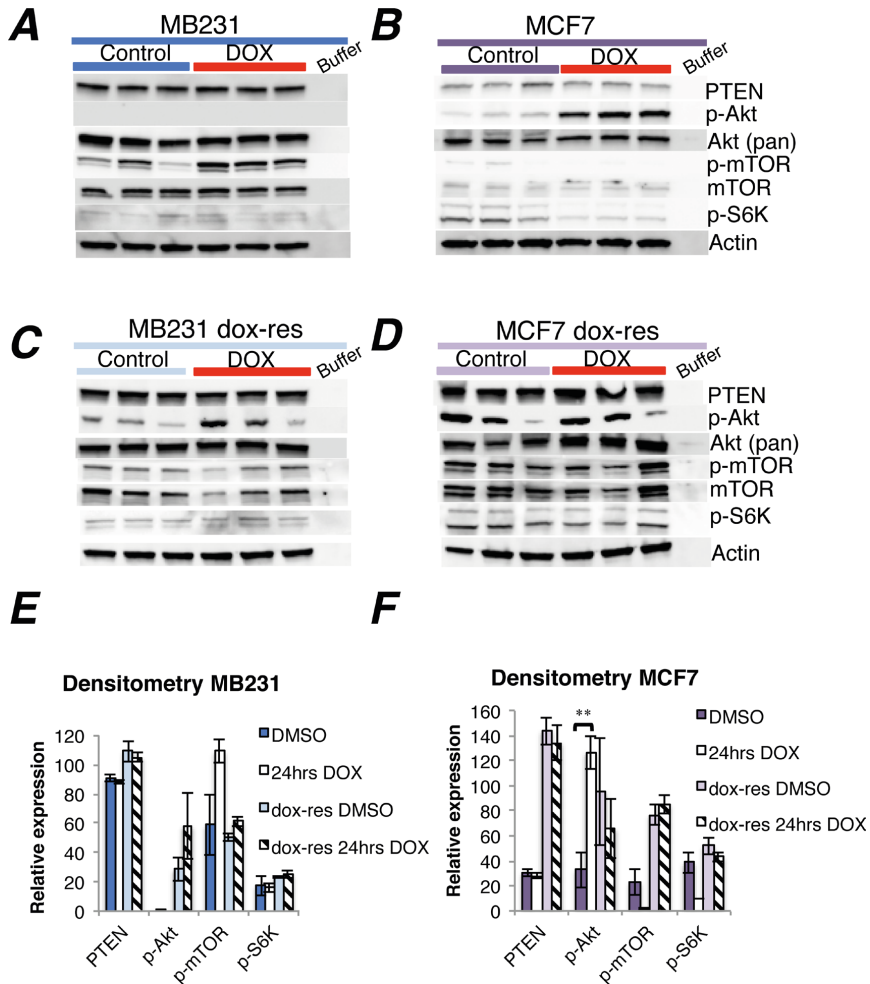 A
MB231
Control
DOX
Buffer
B
MCF7
Control
DOX
Buffer
PTEN
p-Akt
Akt (pan)
p-mTOR
mTOR
p-S6K
Actin
C
MB231 dox-res
Control
DOX
Buffer
D
MCF7 dox-res
Control
DOX
Buffer
PTEN
p-Akt
Akt (pan)
p-mTOR
mTOR
p-S6K
Actin
E
Densitometry MB231
Relative expression
120
100
80
60
40
20
0
PTEN
p-Akt
p-mTOR
p-S6K
DMSO
24hrs DOX
dox-res DMSO
dox-res 24hrs DOX
F
Densitometry MCF7
Relative expression
160
140
120
100
80
60
40
20
0
**
PTEN
p-Akt
p-mTOR
p-S6K
DMSO
24hrs DOX
dox-res DMSO
dox-res 24hrs DOX